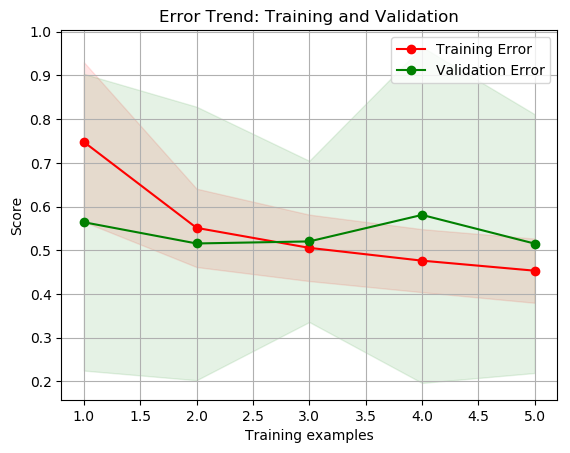 Error Trend: Training and Validation
Training Error
Validation Error
Score
1.0
0.9
0.8
0.7
0.6
0.5
0.4
0.3
0.2
1.0 1.5 2.0 2.5 3.0 3.5 4.0 4.5 5.0
Training examples